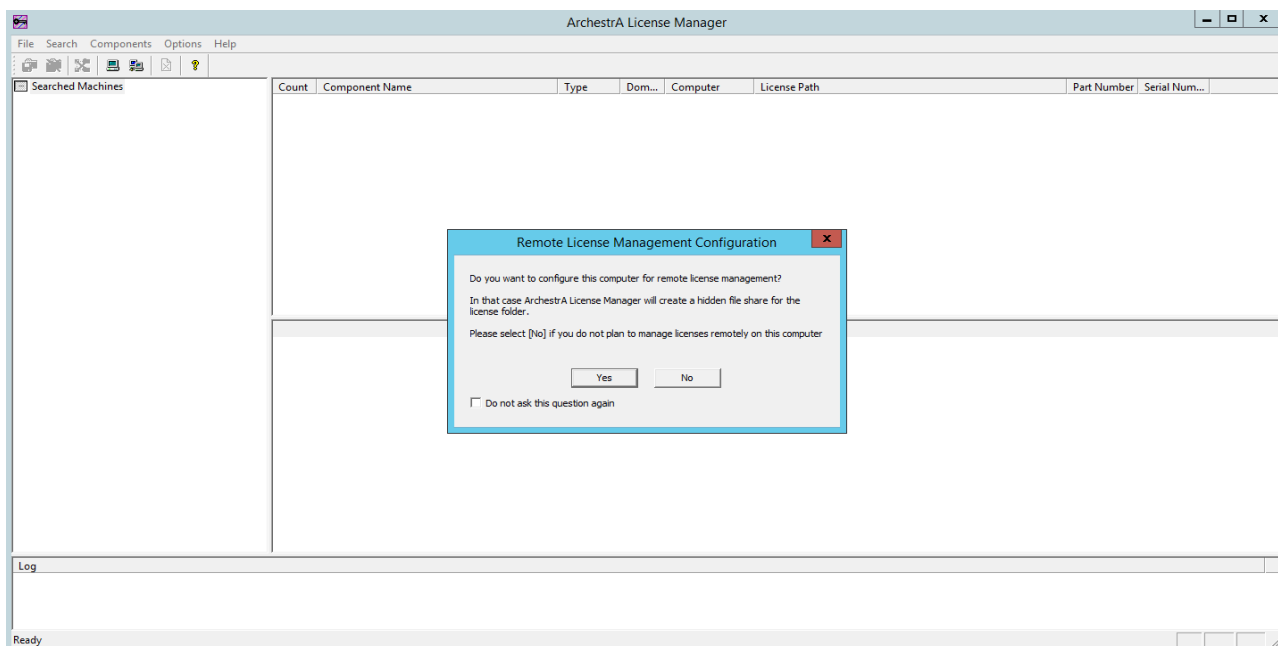 ArchestrA License Manager
File Search Components Options Help
Searched Machines
Count Component Name Type Dom... Computer License Path Part Number Serial Num...
Remote License Management Configuration
Do you want to configure this computer for remote license management?
In that case ArchestrA License Manager will create a hidden file share for the
license folder.
Please select [No] if you do not plan to manage licenses remotely on this computer
Yes No
Do not ask this question again
Log
Ready